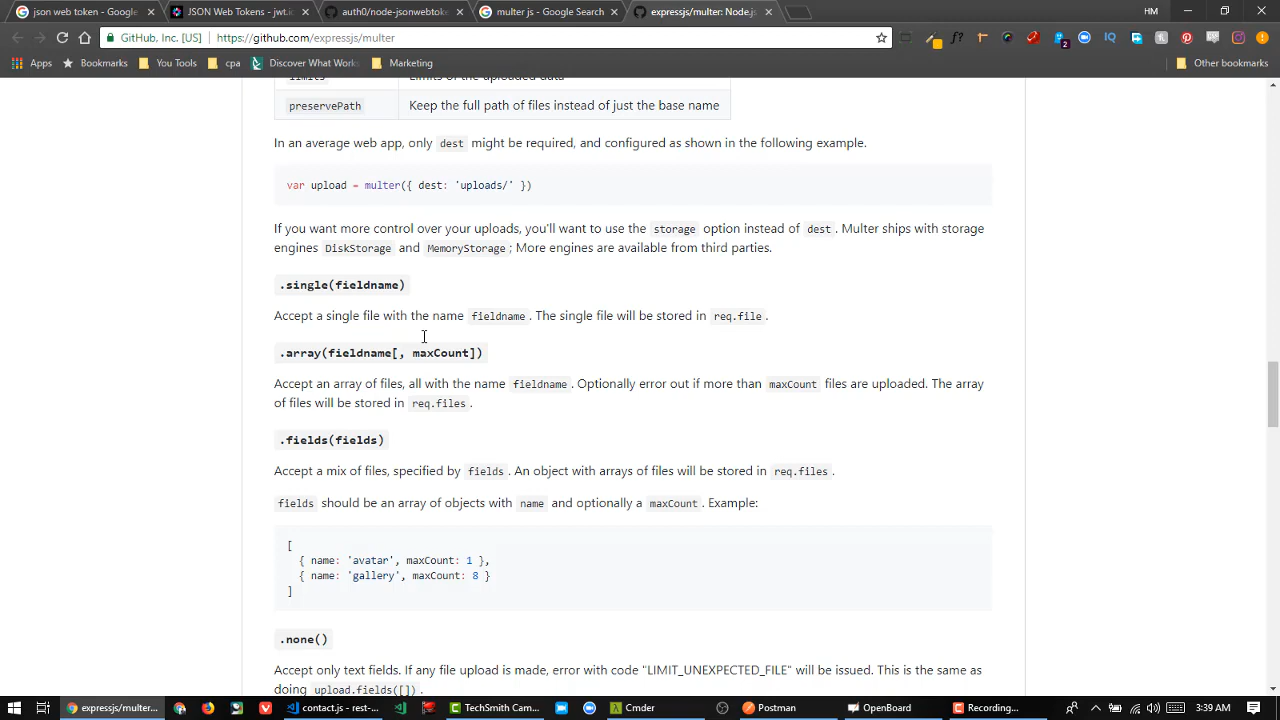 json web token - Google
JSON Web Tokens - jwt.i
auth0/node-jsonwebtok
multer js - Google Search
expressjs/multer: Node.j
HM
GitHub, Inc. [US]
https://github.com/expressjs/multer
Apps
Bookmarks
You Tools
cpa
Discover What Work
Marketing
Other bookmarks
limits
Limits of the uploaded data
preservePath
Keep the full path of files instead of just the base name
In an average web app, only dest might be required, and configured as shown in the following example.
var upload = multer({ dest: 'uploads/' })
If you want more control over your uploads, you'll want to use the storage option instead of dest . Multer ships with storage
engines DiskStorage and MemoryStorage ; More engines are available from third parties.
.single(fieldname)
Accept a single file with the name fieldname . The single file will be stored in req.file .
.array(fieldname[, maxCount])
Accept an array of files, all with the name fieldname . Optionally error out if more than maxCount files are uploaded. The array
of files will be stored in req.files .
.fields(fields)
Accept a mix of files, specified by fields . An object with arrays of files will be stored in req.files .
fields should be an array of objects with name and optionally a maxCount . Example:
[
{ name: 'avatar', maxCount: 1 },
{ name: 'gallery', maxCount: 8 }
]
.none()
Accept only text fields. If any file upload is made, error with code "LIMIT_UNEXPECTED_FILE" will be issued. This is the same as
doing upload.fields([]) .
expressjs/multer...
contact.js - rest-...
TechSmith Cam...
Cmder
Postman
OpenBoard
Recording...
3:39 AM